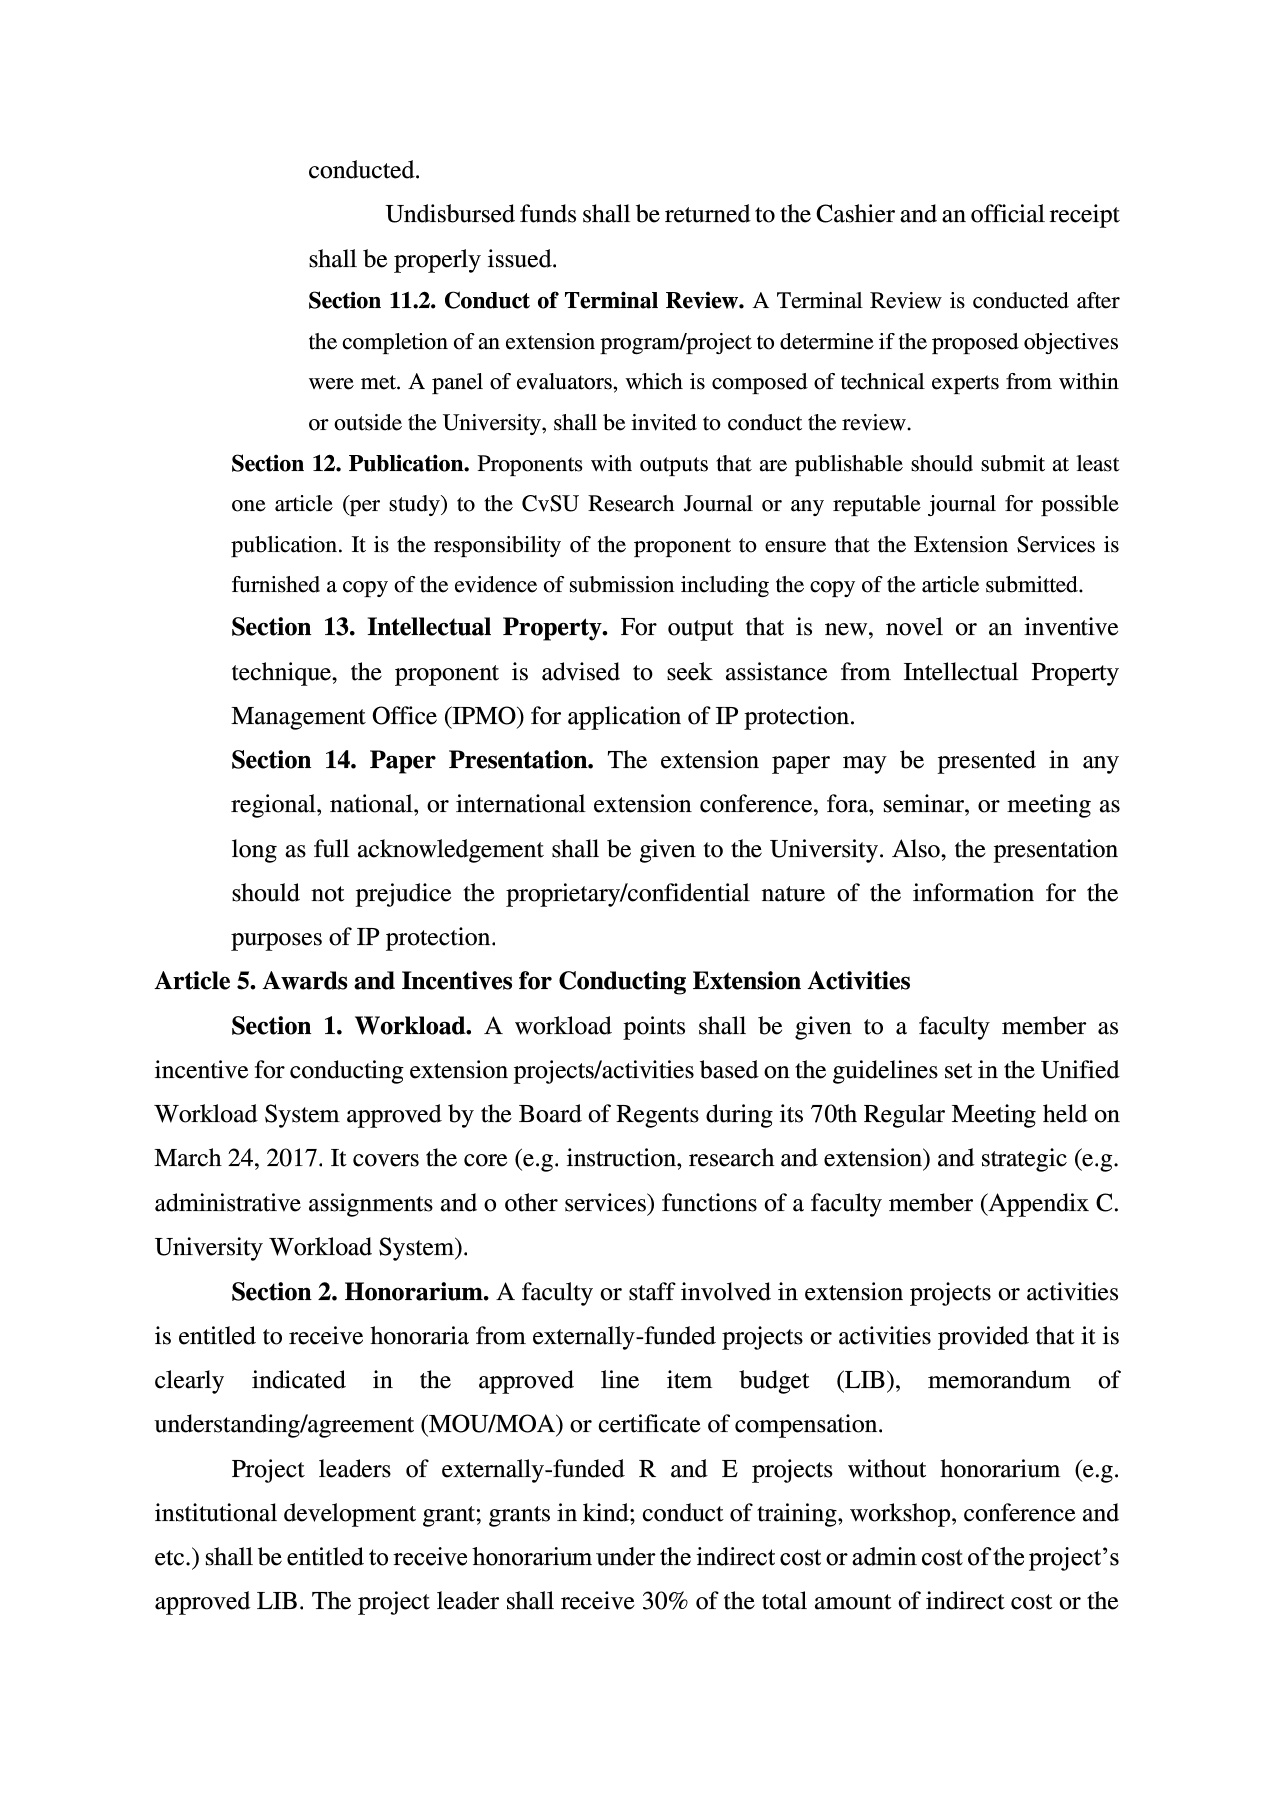 conducted.
Undisbursed funds shall be returned to the Cashier and an official receipt
shall be properly issued.
Section 11.2. Conduct of Terminal Review. A Terminal Review is conducted after
the completion of an extension program/project to determine if the proposed objectives
were met. A panel of evaluators, which is composed of technical experts from within
or outside the University, shall be invited to conduct the review.
Section 12. Publication. Proponents with outputs that are publishable should submit at least
one article (per study) to the CvSU Research Journal or any reputable journal for possible
publication. It is the responsibility of the proponent to ensure that the Extension Services is
furnished a copy of the evidence of submission including the copy of the article submitted.
Section 13. Intellectual Property. For output that is new, novel or an inventive
technique, the proponent is advised to seek assistance from Intellectual Property
Management Office (IPMO) for application of IP protection.
Section 14. Paper Presentation. The extension paper may be presented in any
regional, national, or international extension conference, fora, seminar, or meeting as
long as full acknowledgement shall be given to the University. Also, the presentation
should not prejudice the proprietary/confidential nature of the information for the
purposes of IP protection.
Article 5. Awards and Incentives for Conducting Extension Activities
Section 1. Workload. A workload points shall be given to a faculty member as
incentive for conducting extension projects/activities based on the guidelines set in the Unified
Workload System approved by the Board of Regents during its 70th Regular Meeting held on
March 24, 2017. It covers the core (e.g. instruction, research and extension) and strategic (e.g.
administrative assignments and o other services) functions of a faculty member (Appendix C.
University Workload System).
Section 2. Honorarium. A faculty or staff involved in extension projects or activities
is entitled to receive honoraria from externally-funded projects or activities provided that it is
clearly indicated in the approved line item budget (LIB), memorandum of
understanding/agreement (MOU/MOA) or certificate of compensation.
Project leaders of externally-funded R and E projects without honorarium (e.g.
institutional development grant; grants in kind; conduct of training, workshop, conference and
etc.) shall be entitled to receive honorarium under the indirect cost or admin cost of the project’s
approved LIB. The project leader shall receive 30% of the total amount of indirect cost or the